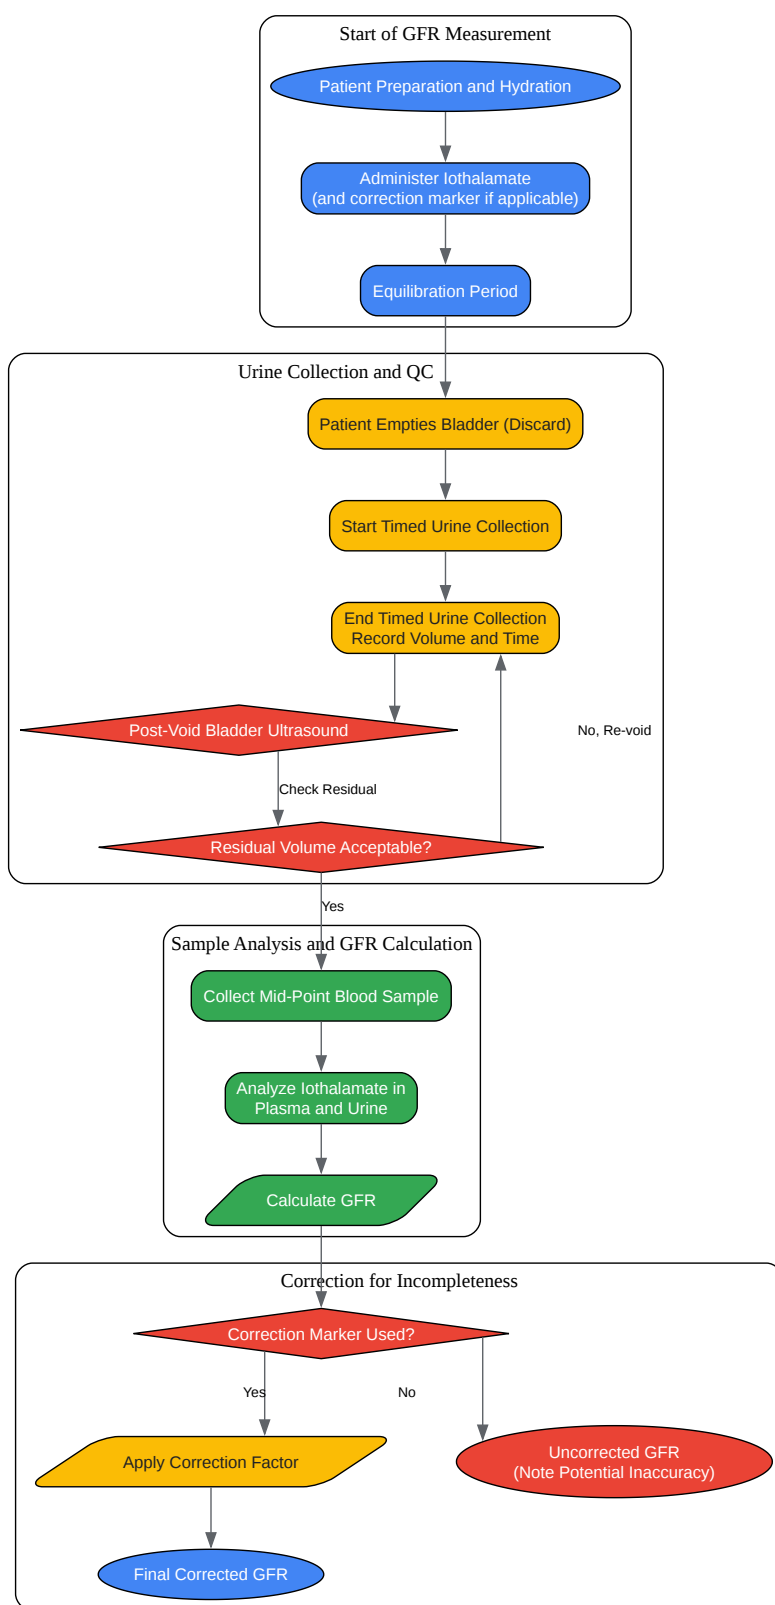 Start of GFR Measurement
Patient Preparation and Hydration
Administer Iothalamate
(and correction marker if applicable)
Equilibration Period
Urine Collection and QC
Patient Empties Bladder (Discard)
Start Timed Urine Collection
End Timed Urine Collection
Record Volume and Time
Post-Void Bladder Ultrasound
No, Re-void
Check Residual
Residual Volume Acceptable?
Yes
Sample Analysis and GFR Calculation
Collect Mid-Point Blood Sample
Analyze Iothalamate in
Plasma and Urine
Calculate GFR
Correction for Incompleteness
Correction Marker Used?
Yes
No
Apply Correction Factor
Uncorrected GFR
(Note Potential Inaccuracy)
Final Corrected GFR